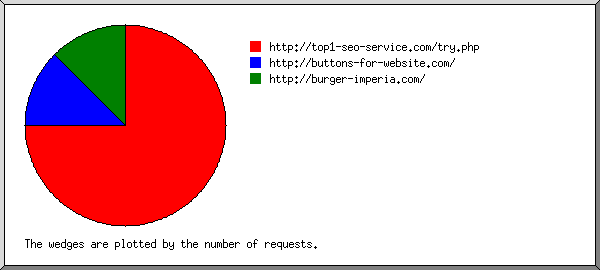 http://top1-seo-service.com/try.php
http://buttons-for-website.com/
http://burger-imperia.com/
The wedges are plotted by the number of requests.